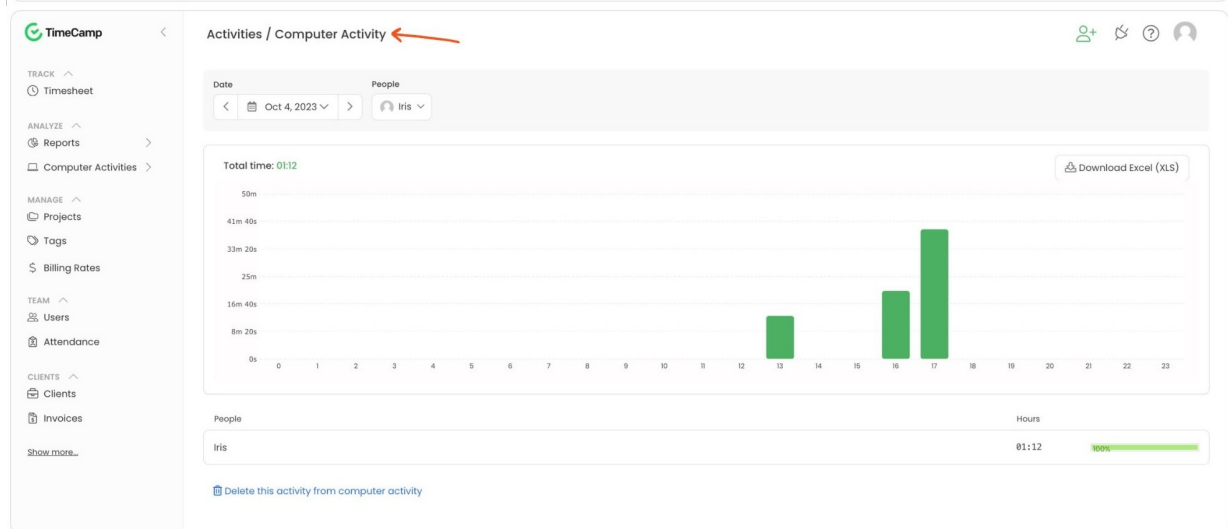 TimeCamp
Activities / Computer Activity
TRACK
Timesheet
ANALYZE
Reports
Computer Activities
MANAGE
Projects
Tags
Billing Rates
TEAM
Users
Attendance
CLIENTS
Clients
Invoices
Show more...
Date
People
Oct 4, 2023
Iris
Total time: 01:12
Download Excel (XLS)
50m
41m 40s
33m 20s
25m
16m 40s
8m 20s
0s
0 1 2 3 4 5 6 7 8 9 10 11 12 13 14 15 16 17 18 19 20 21 22 23
People Hours
Iris 01:12 100%
Delete this activity from computer activity